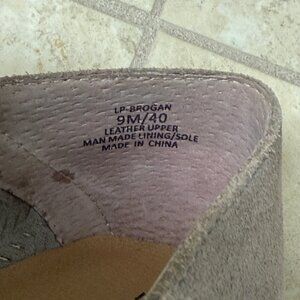 LP-BROGAN
9M/40
LEATHER UPPER
MAN MADE LINING/SOLE
MADE IN CHINA